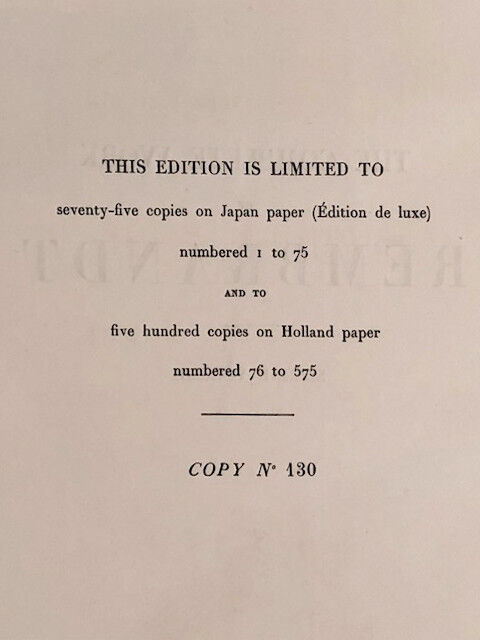 THIS EDITION IS LIMITED TO
seventy-five copies on Japan paper (Édition de luxe)
numbered 1 to 75
AND TO
five hundred copies on Holland paper
numbered 76 to 575
COPY Nº 130
REMBRANDT